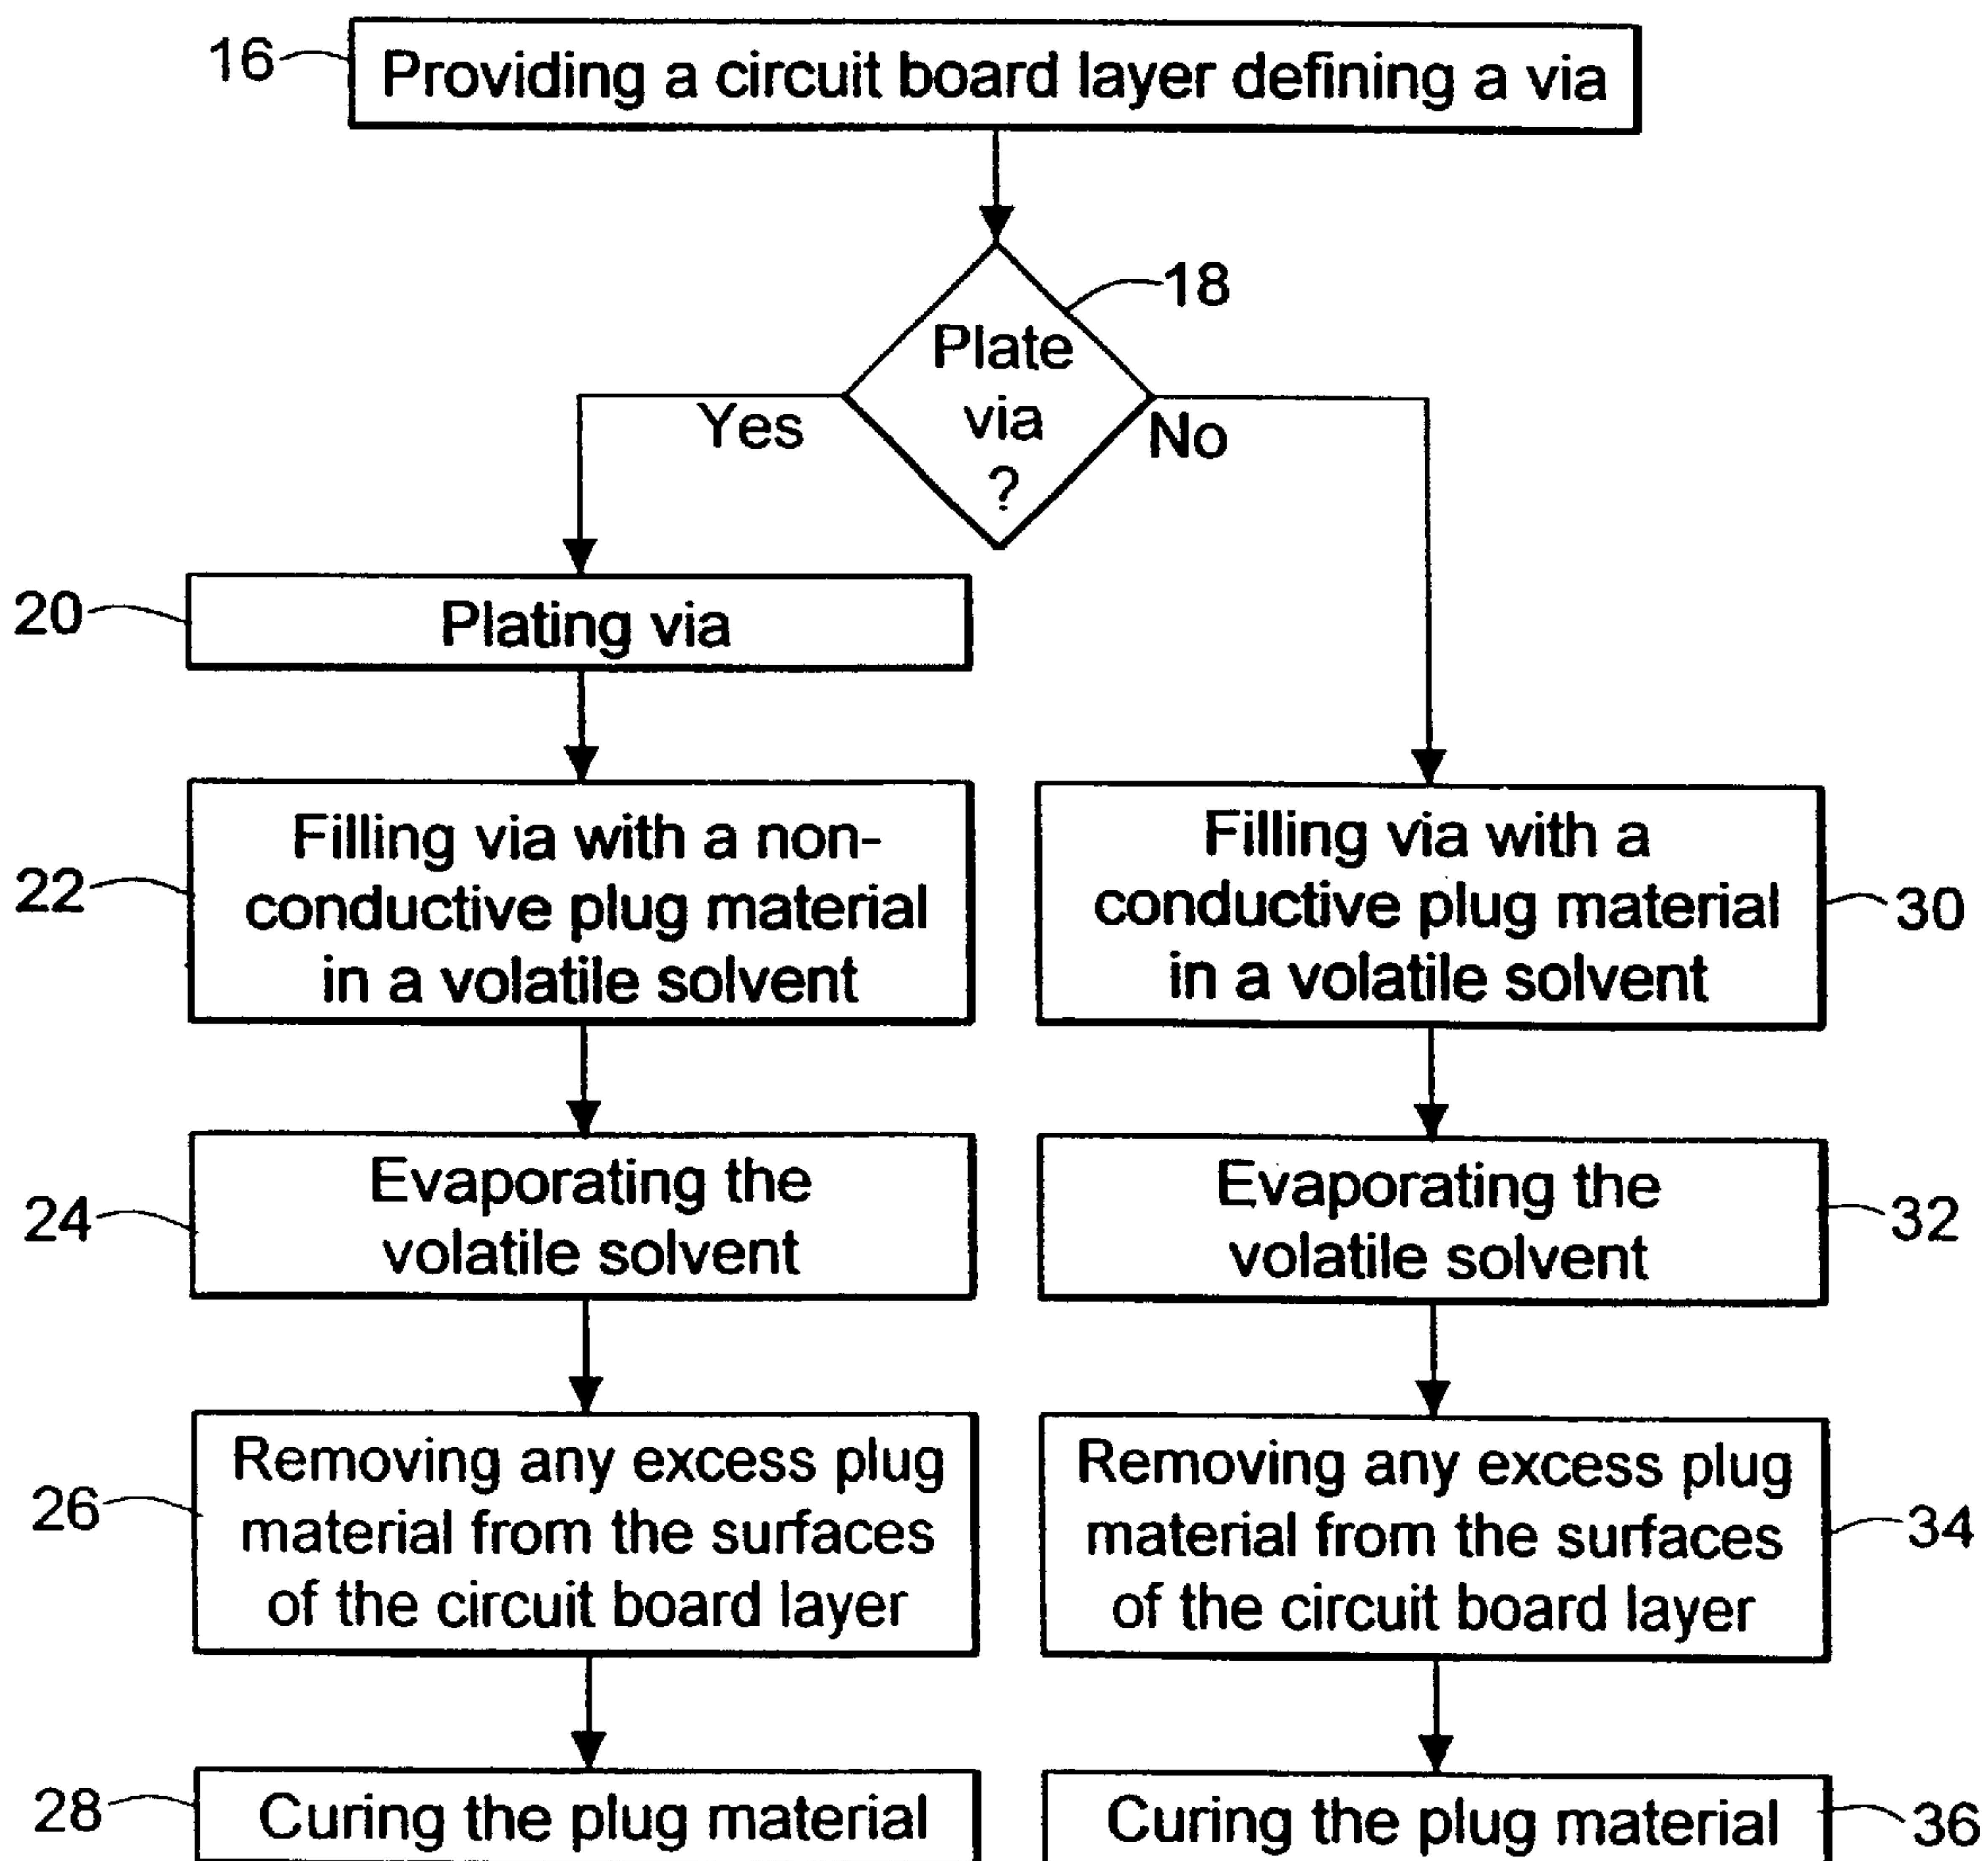 16
Providing a circuit board layer defining a via
18
Plate
via
?
Yes
No
20
Plating via
22
Filling via with a non-
conductive plug material
in a volatile solvent
Filling via with a
conductive plug material
in a volatile solvent
30
24
Evaporating the
volatile solvent
Evaporating the
volatile solvent
32
26
Removing any excess plug
material from the surfaces
of the circuit board layer
Removing any excess plug
material from the surfaces
of the circuit board layer
34
28
Curing the plug material
Curing the plug material
36